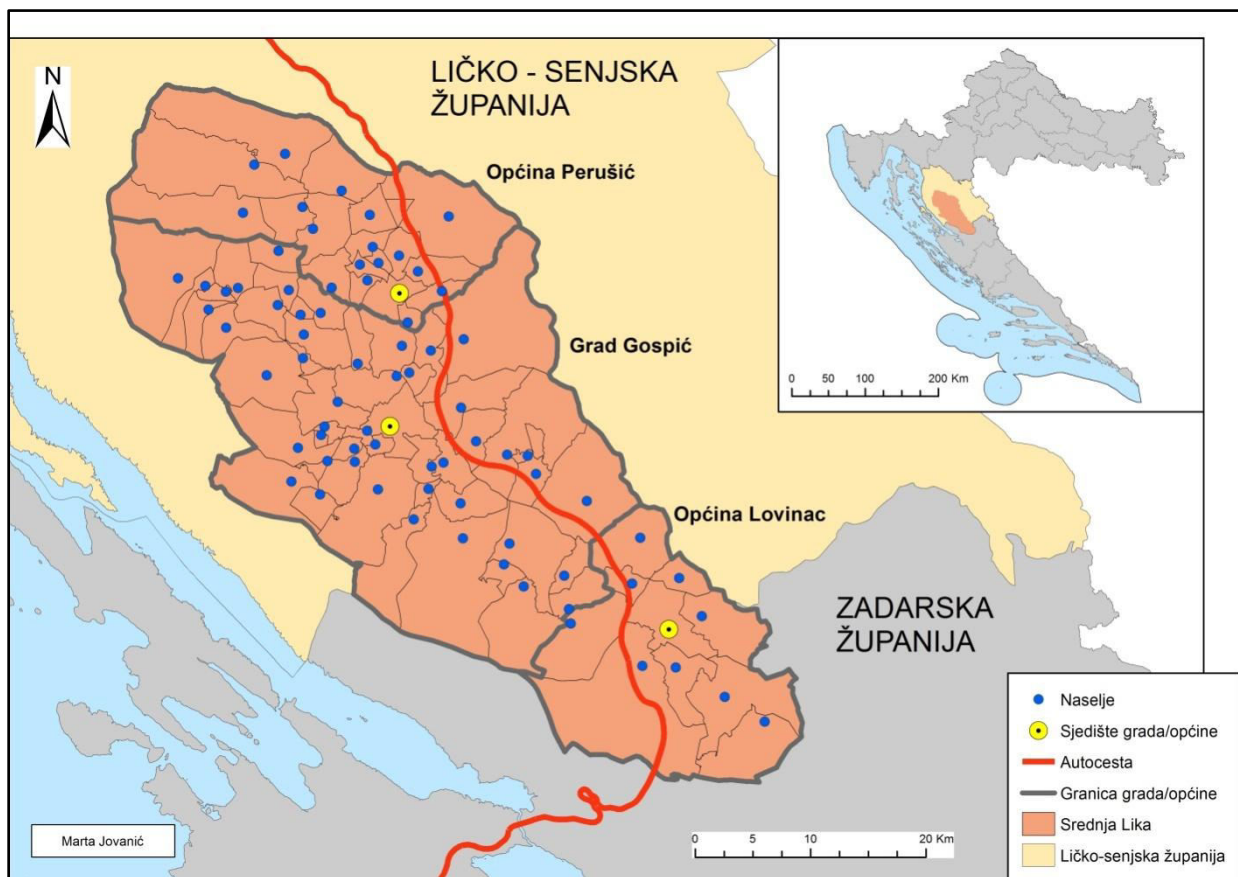 N
LIČKO - SENJSKA
ŽUPANIJA
Općina Perušić
Grad Gospić
Općina Lovinac
ZADARSKA
ŽUPANIJA
0 50 100 200 Km
Naselje
Sjedište grada/općine
Autocesta
Granica grada/općine
Srednja Lika
Ličko-senjska županija
0 5 10 20 Km
Marta Jovanić